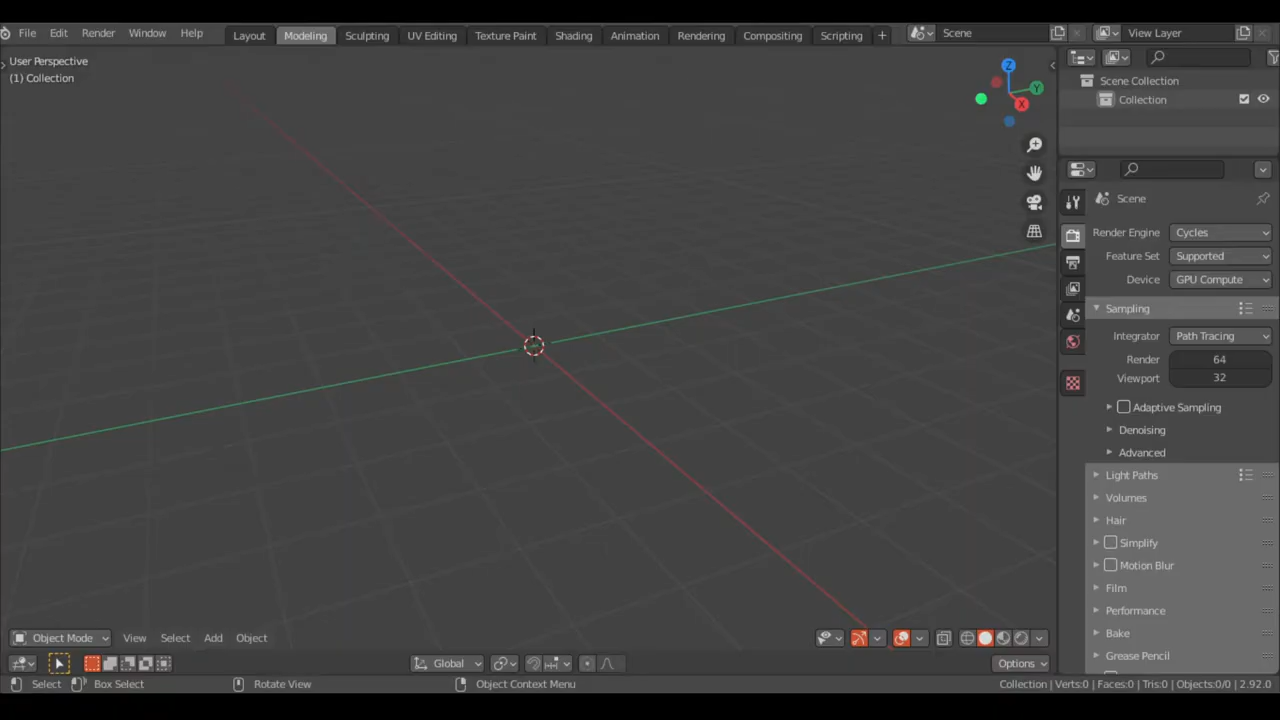 File Edit Render Window Help Layout Modeling Sculpting UV Editing Texture Paint Shading Animation Rendering Compositing Scripting + Scene View Layer
User Perspective
(1) Collection
Z
Y
X
Scene Collection
Collection
Scene
Render Engine Cycles
Feature Set Supported
Device GPU Compute
Sampling
Integrator Path Tracing
Render 64
Viewport 32
Adaptive Sampling
Denoising
Advanced
Light Paths
Volumes
Hair
Simplify
Motion Blur
Film
Performance
Bake
Grease Pencil
Object Mode View Select Add Object
Global Options
Select Box Select Rotate View Object Context Menu Collection | Verts:0 | Faces:0 | Tris:0 | Objects:0/0 | 2.92.0